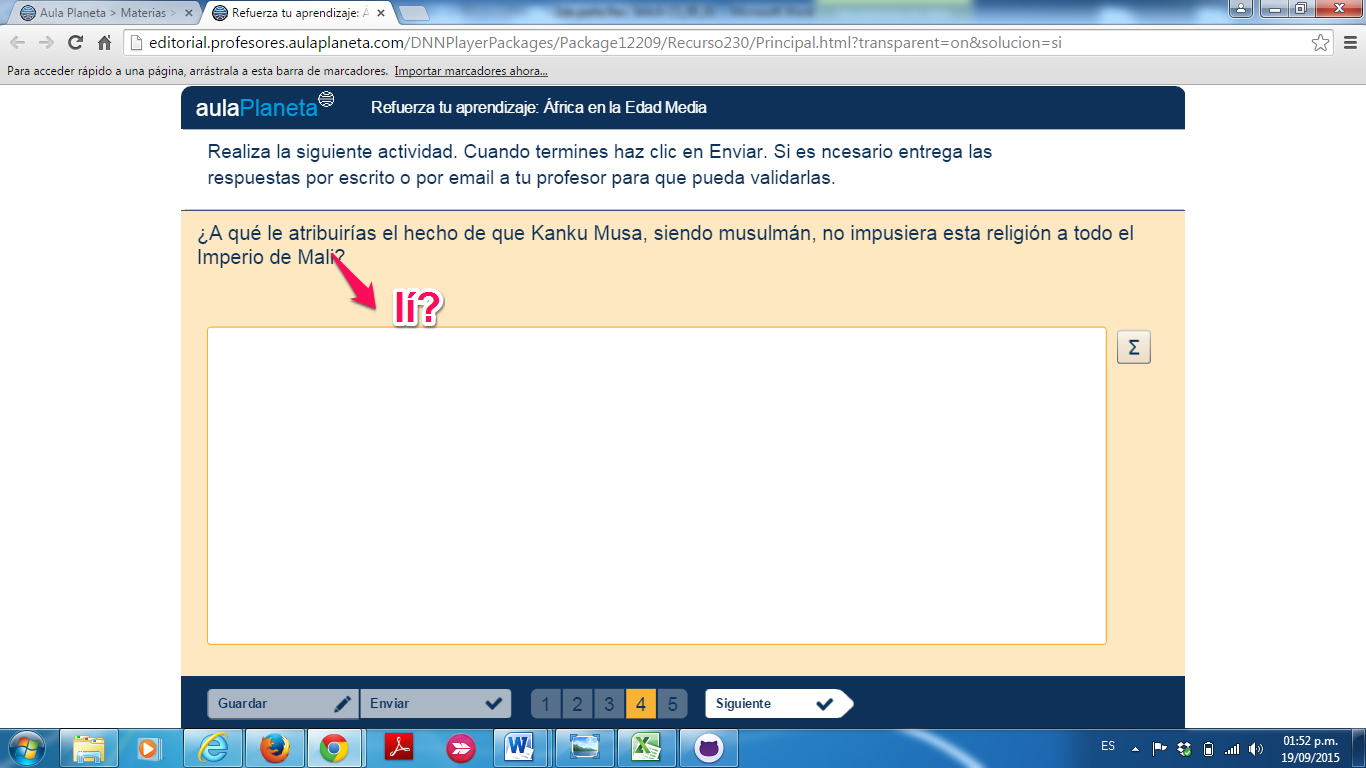 Aula Planeta > Materias >
Refuerza tu aprendizaje: Á
editorial.profesores.aulaplaneta.com/DNNPlayerPackages/Package12209/Recurso230/Principal.html?transparent=on&solucion=si
Para acceder rápido a una página, arrástrala a esta barra de marcadores. Importar marcadores ahora...
aulaPlaneta
Refuerza tu aprendizaje: África en la Edad Media
Realiza la siguiente actividad. Cuando termines haz clic en Enviar. Si es ncesario entrega las
respuestas por escrito o por email a tu profesor para que pueda validarlas.
¿A qué le atribuirías el hecho de que Kanku Musa, siendo musulmán, no impusiera esta religión a todo el
Imperio de Mali?
lí?
Σ
Guardar
Enviar
1 2 3 4 5
Siguiente
ES
01:52 p.m.
19/09/2015